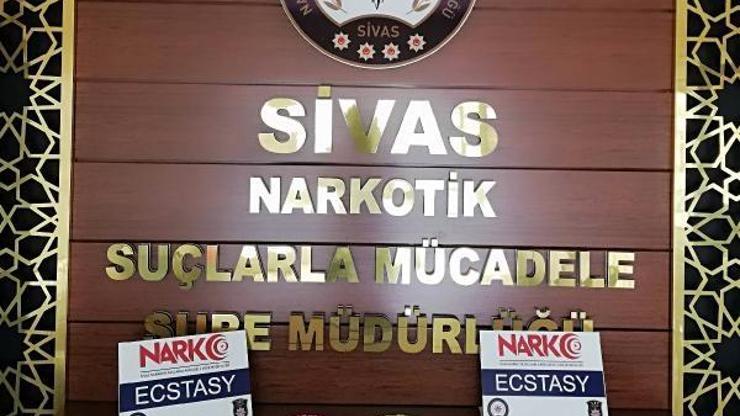 SİVAS
SİVAS
NARKOTİK
SUÇLARLA MÜCADELE
ŞUBE MÜDÜRLÜĞÜ
NARKO
NARKO
ECSTASY
ECSTASY